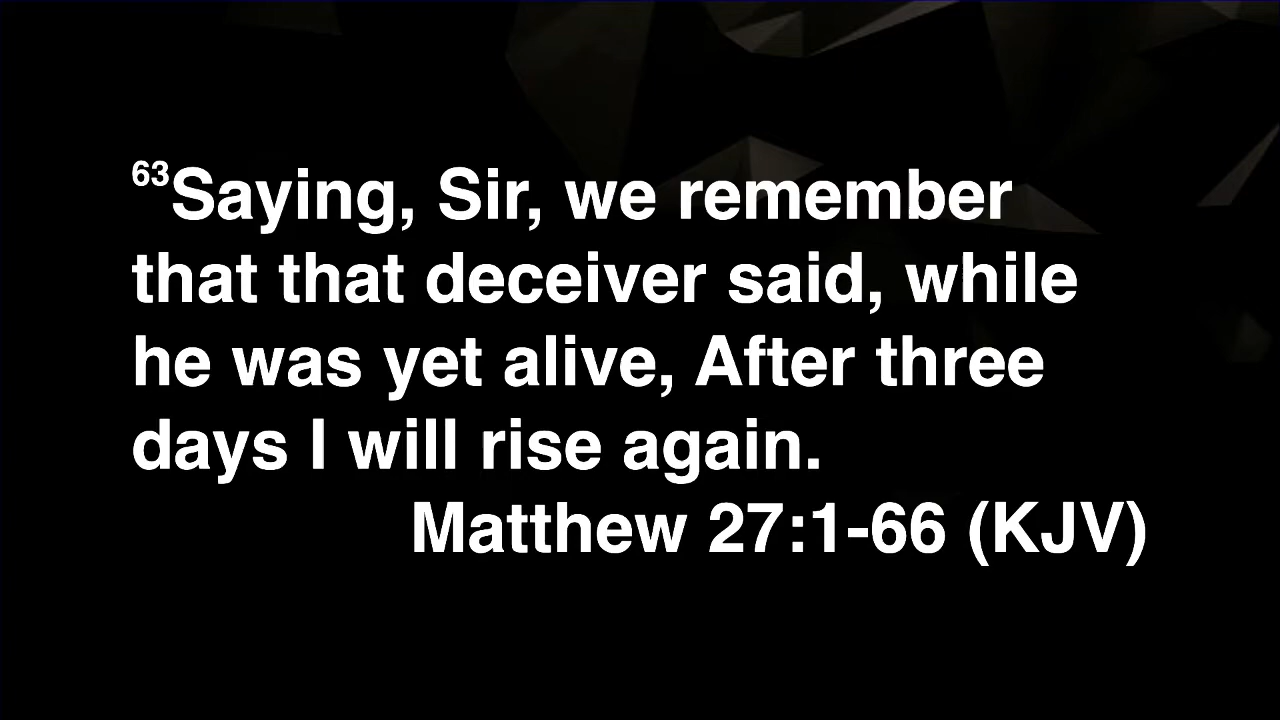 63Saying, Sir, we remember
that that deceiver said, while
he was yet alive, After three
days I will rise again.
Matthew 27:1-66 (KJV)